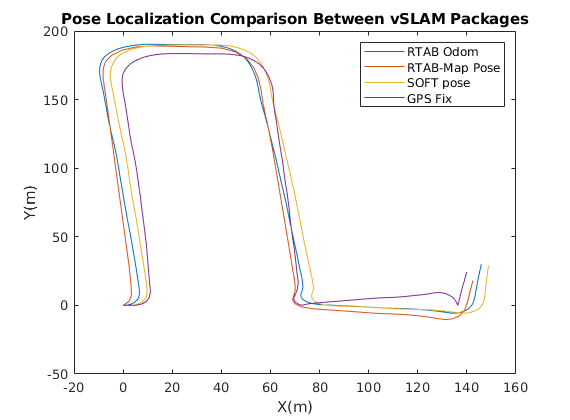 Pose Localization Comparison Between vSLAM Packages
200
150
100
50
0
-50
Y(m)
RTAB Odom
RTAB-Map Pose
SOFT pose
GPS Fix
-20 0 20 40 60 80 100 120 140 160
X(m)